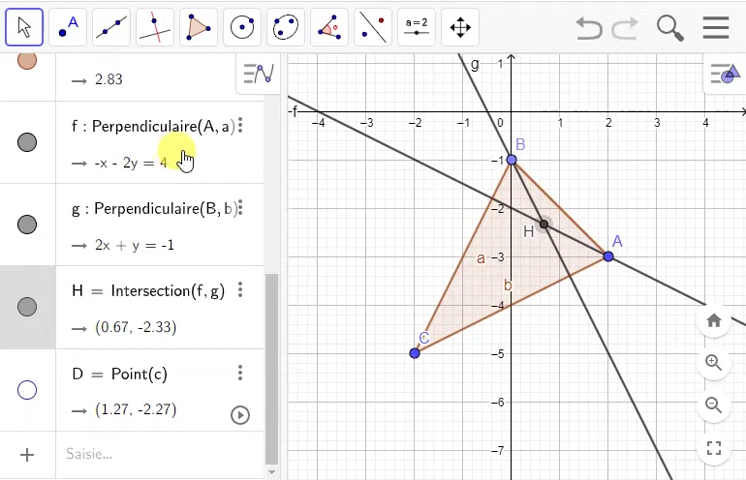 A
a=2
→ 2.83
f : Perpendiculaire(A, a)
→ -x - 2y = 4
g : Perpendiculaire(B, b)
→ 2x + y = -1
H = Intersection(f, g)
→ (0.67, -2.33)
D = Point(c)
→ (1.27, -2.27)
Saisie...
g
1
f
-4 -3 -2 -1 0 1 2 3 4
B
-1
-2
H
A
a -3
b
-4
C
-5
-6
-7